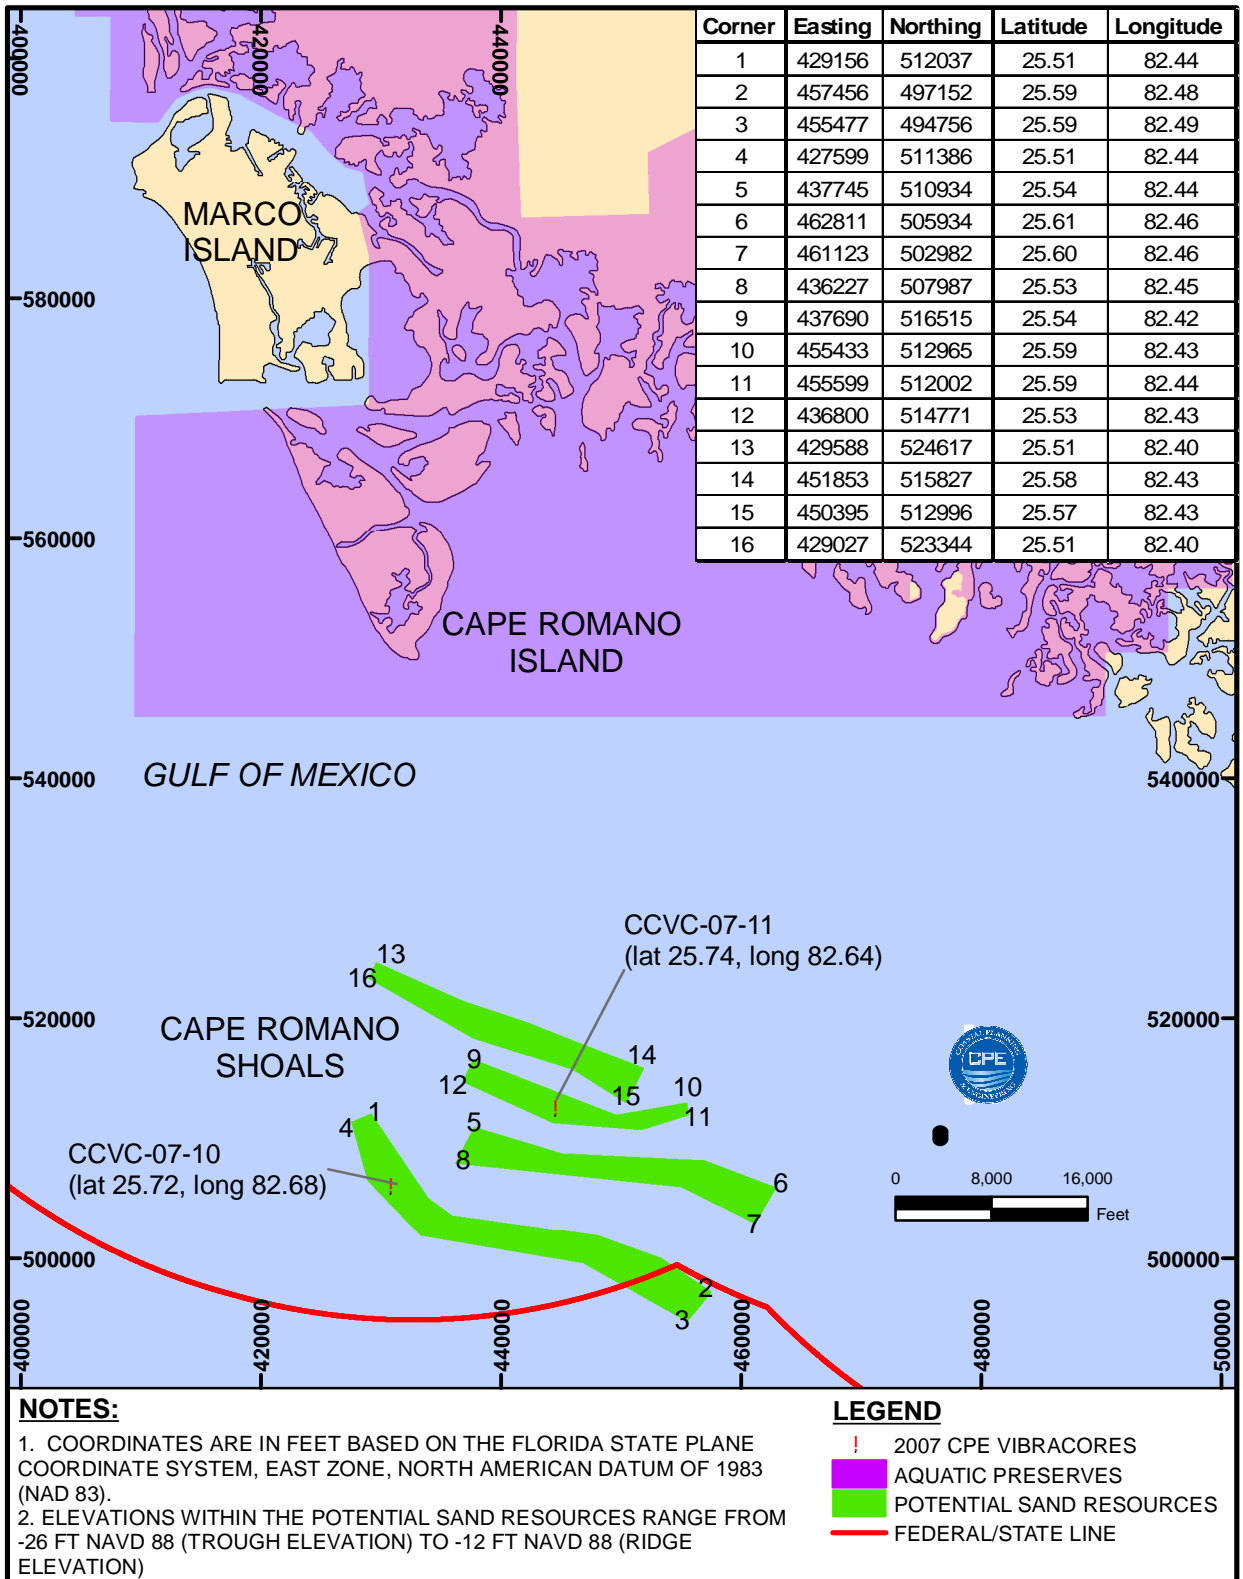 400000
420000
440000
Corner Easting Northing Latitude Longitude
1 429156 512037 25.51 82.44
2 457456 497152 25.59 82.48
3 455477 494756 25.59 82.49
4 427599 511386 25.51 82.44
5 437745 510934 25.54 82.44
6 462811 505934 25.61 82.46
7 461123 502982 25.60 82.46
8 436227 507987 25.53 82.45
9 437690 516515 25.54 82.42
10 455433 512965 25.59 82.43
11 455599 512002 25.59 82.44
12 436800 514771 25.53 82.43
13 429588 524617 25.51 82.40
14 451853 515827 25.58 82.43
15 450395 512996 25.57 82.43
16 429027 523344 25.51 82.40
MARCO
ISLAND
580000
560000
CAPE ROMANO
ISLAND
540000
GULF OF MEXICO
540000
CCVC-07-11
(lat 25.74, long 82.64)
13
16
520000
CAPE ROMANO
SHOALS
520000
14
15
9
12
10
11
COASTAL PLANNING
CPE
& ENGINEERING
1
4
5
8
6
7
CCVC-07-10
(lat 25.72, long 82.68)
0 8,000 16,000
Feet
500000
500000
2
3
400000
420000
440000
460000
480000
500000
NOTES:
1. COORDINATES ARE IN FEET BASED ON THE FLORIDA STATE PLANE
COORDINATE SYSTEM, EAST ZONE, NORTH AMERICAN DATUM OF 1983
(NAD 83).
2. ELEVATIONS WITHIN THE POTENTIAL SAND RESOURCES RANGE FROM
-26 FT NAVD 88 (TROUGH ELEVATION) TO -12 FT NAVD 88 (RIDGE
ELEVATION)
LEGEND
! 2007 CPE VIBRACORES
AQUATIC PRESERVES
POTENTIAL SAND RESOURCES
FEDERAL/STATE LINE